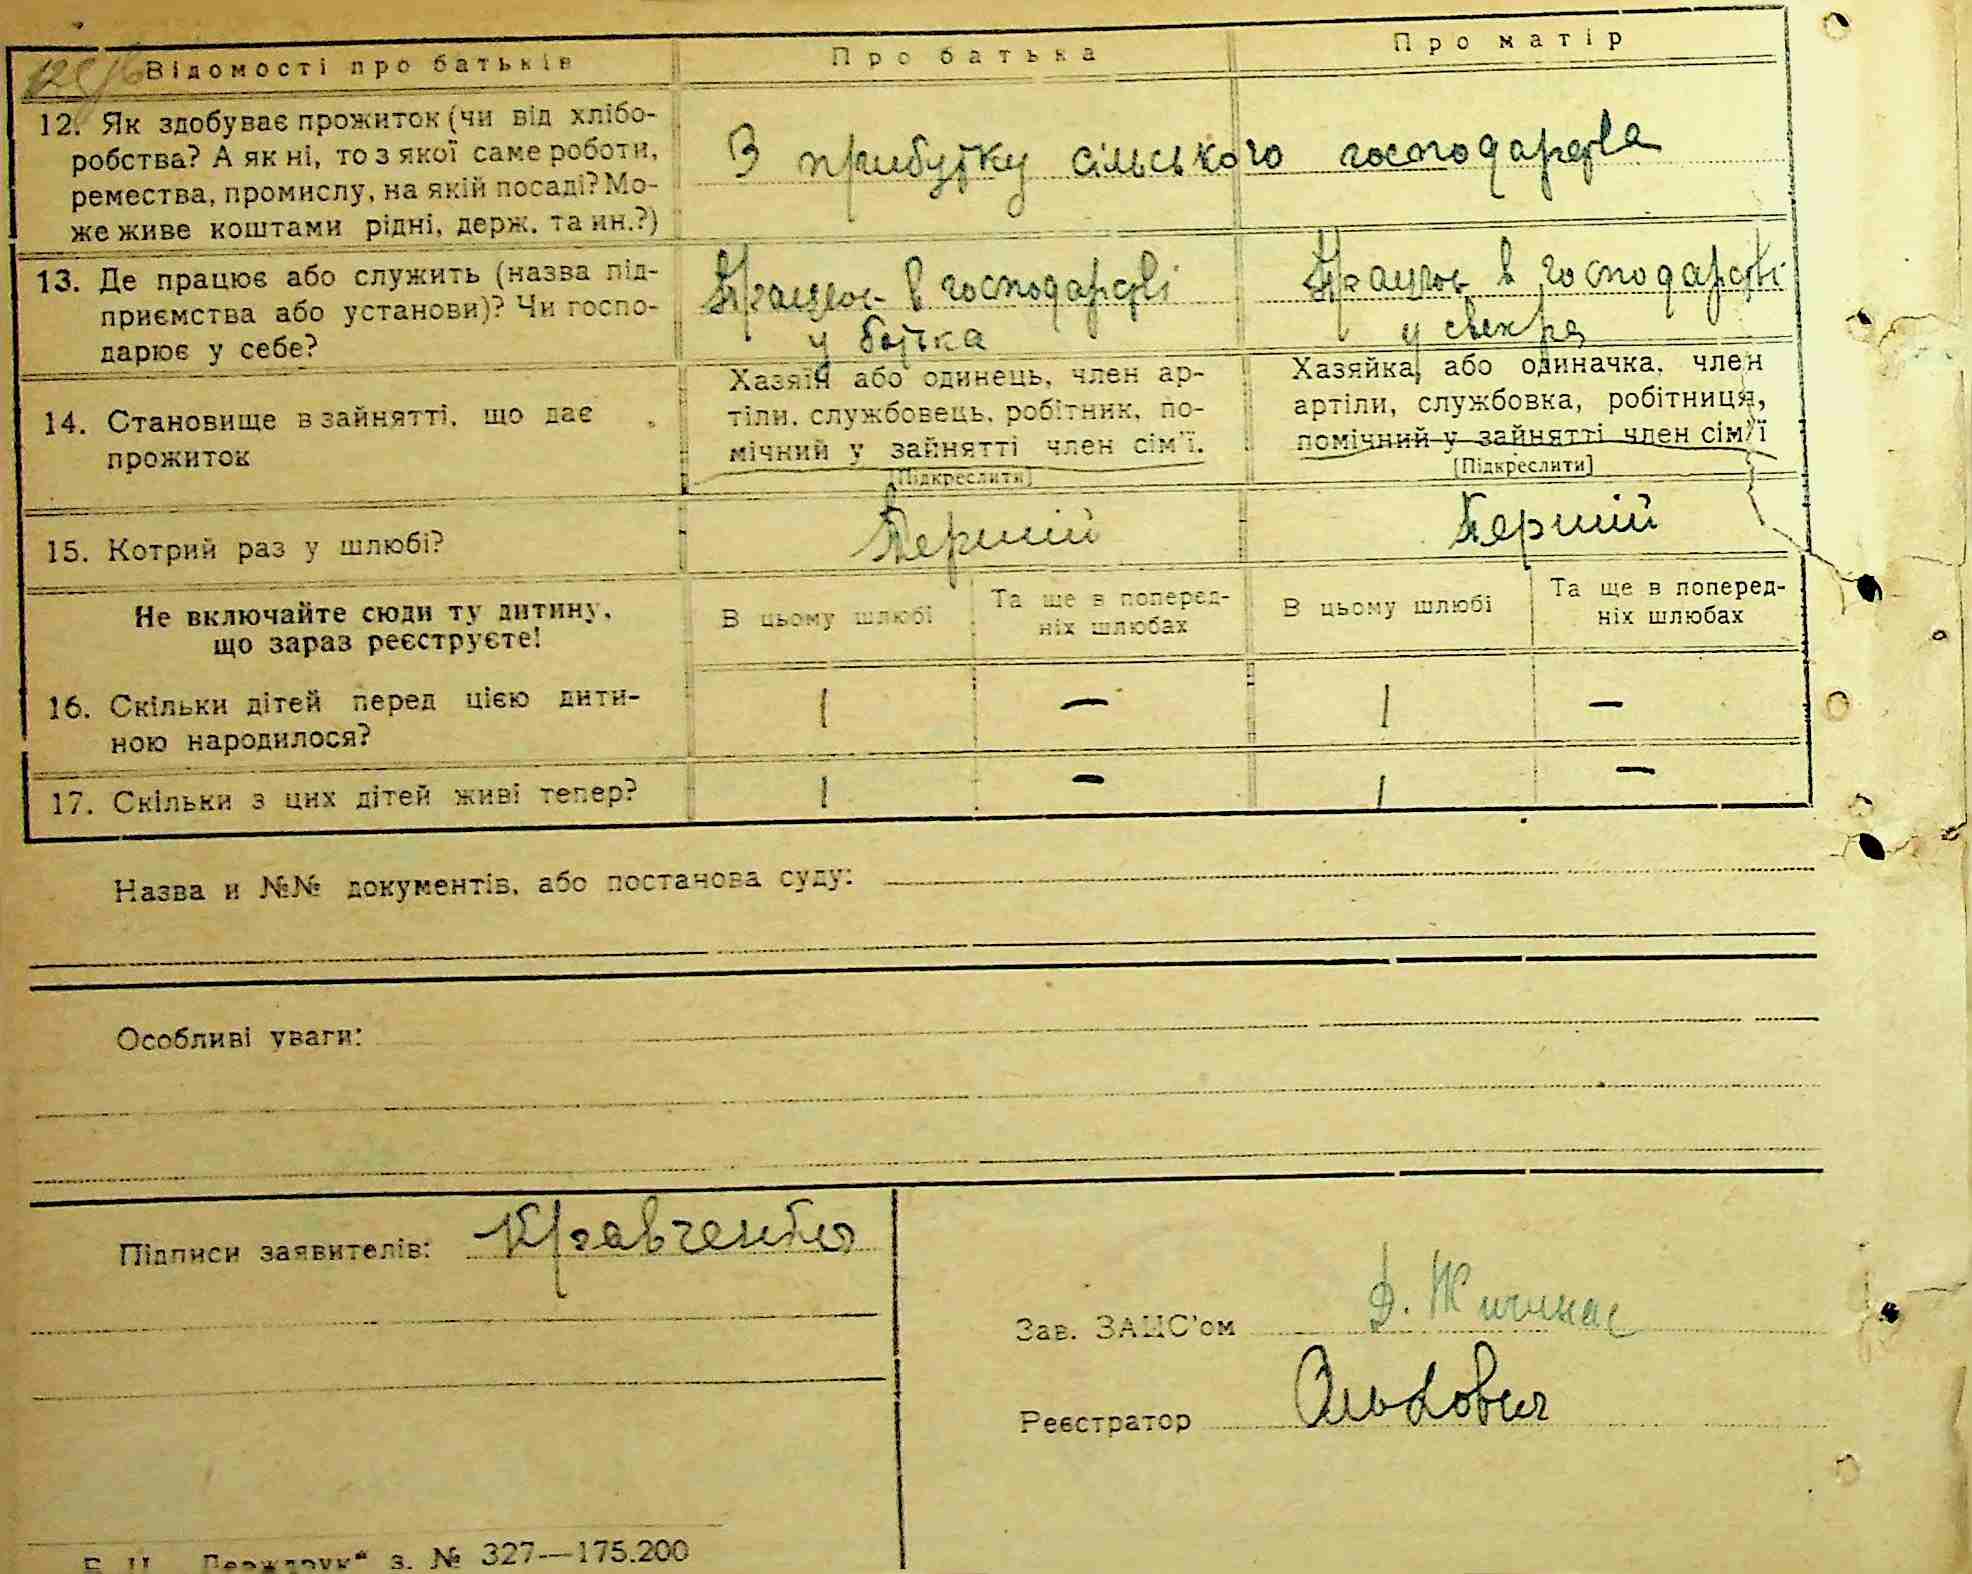 Відомості про батьків
Про батька
Про матір
12. Як здобуває прожиток (чи від хлібо-
робства? А як ні, то з якої саме роботи,
ремества, промислу, на якій посаді? Мо-
же живе коштами рідні, держ. та ин.?)
З прибутку сільського господарства
13. Де працює або служить (назва під-
приємства або установи)? Чи госпо-
дарює у себе?
Працює в господарстві
у батька
Працює в господарстві
у свекра
14. Становище в зайнятті, що дає
прожиток
Хазяїн або одинець, член ар-
тіли, службовець, робітник, по-
мічний у зайнятті член сім'ї.
[Підкреслити]
Хазяйка або одиначка, член
артіли, службовка, робітниця,
помічний у зайнятті член сім'ї
[Підкреслити]
15. Котрий раз у шлюбі?
Перший
Перший
Не включайте сюди ту дитину,
що зараз реєструєте!
В цьому шлюбі
Та ще в поперед-
ніх шлюбах
В цьому шлюбі
Та ще в поперед-
ніх шлюбах
16. Скільки дітей перед цією дити-
ною народилося?
1 — 1 —
17. Скільки з цих дітей живі тепер?
1 — 1 —
Назва и №№ документів, або постанова суду:
Особливі уваги:
Підписи заявителів: Кравченко
Зав. ЗАЦС'ом Д.
Реєстратор Ольхович
"Держдрук" з. № 327—175.200